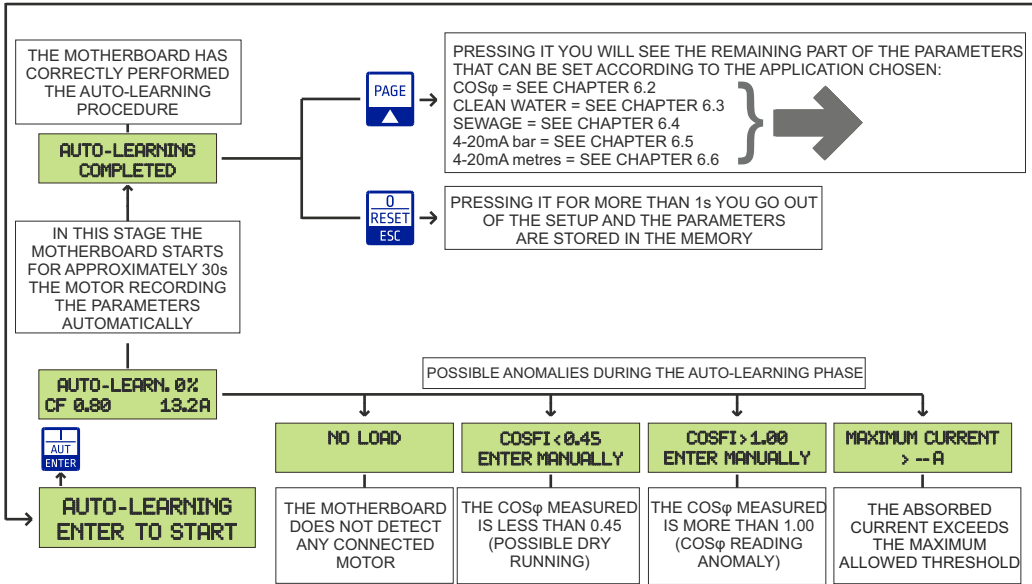 THE MOTHERBOARD HAS
CORRECTLY PERFORMED
THE AUTO-LEARNING
PROCEDURE
AUTO-LEARNING
COMPLETED
PAGE
PRESSING IT YOU WILL SEE THE REMAINING PART OF THE PARAMETERS
THAT CAN BE SET ACCORDING TO THE APPLICATION CHOSEN:
COSφ = SEE CHAPTER 6.2
CLEAN WATER = SEE CHAPTER 6.3
SEWAGE = SEE CHAPTER 6.4
4-20mA bar = SEE CHAPTER 6.5
4-20mA metres = SEE CHAPTER 6.6
0
RESET
ESC
PRESSING IT FOR MORE THAN 1s YOU GO OUT
OF THE SETUP AND THE PARAMETERS
ARE STORED IN THE MEMORY
IN THIS STAGE THE
MOTHERBOARD STARTS
FOR APPROXIMATELY 30s
THE MOTOR RECORDING
THE PARAMETERS
AUTOMATICALLY
AUTO-LEARN. 0%
CF 0.80 13.2A
I
AUT
ENTER
AUTO-LEARNING
ENTER TO START
POSSIBLE ANOMALIES DURING THE AUTO-LEARNING PHASE
NO LOAD
THE MOTHERBOARD
DOES NOT DETECT
ANY CONNECTED
MOTOR
COSFI<0.45
ENTER MANUALLY
THE COSφ MEASURED
IS LESS THAN 0.45
(POSSIBLE DRY
RUNNING)
COSFI>1.00
ENTER MANUALLY
THE COSφ MEASURED
IS MORE THAN 1.00
(COSφ READING
ANOMALY)
MAXIMUM CURRENT
> -- A
THE ABSORBED
CURRENT EXCEEDS
THE MAXIMUM
ALLOWED THRESHOLD